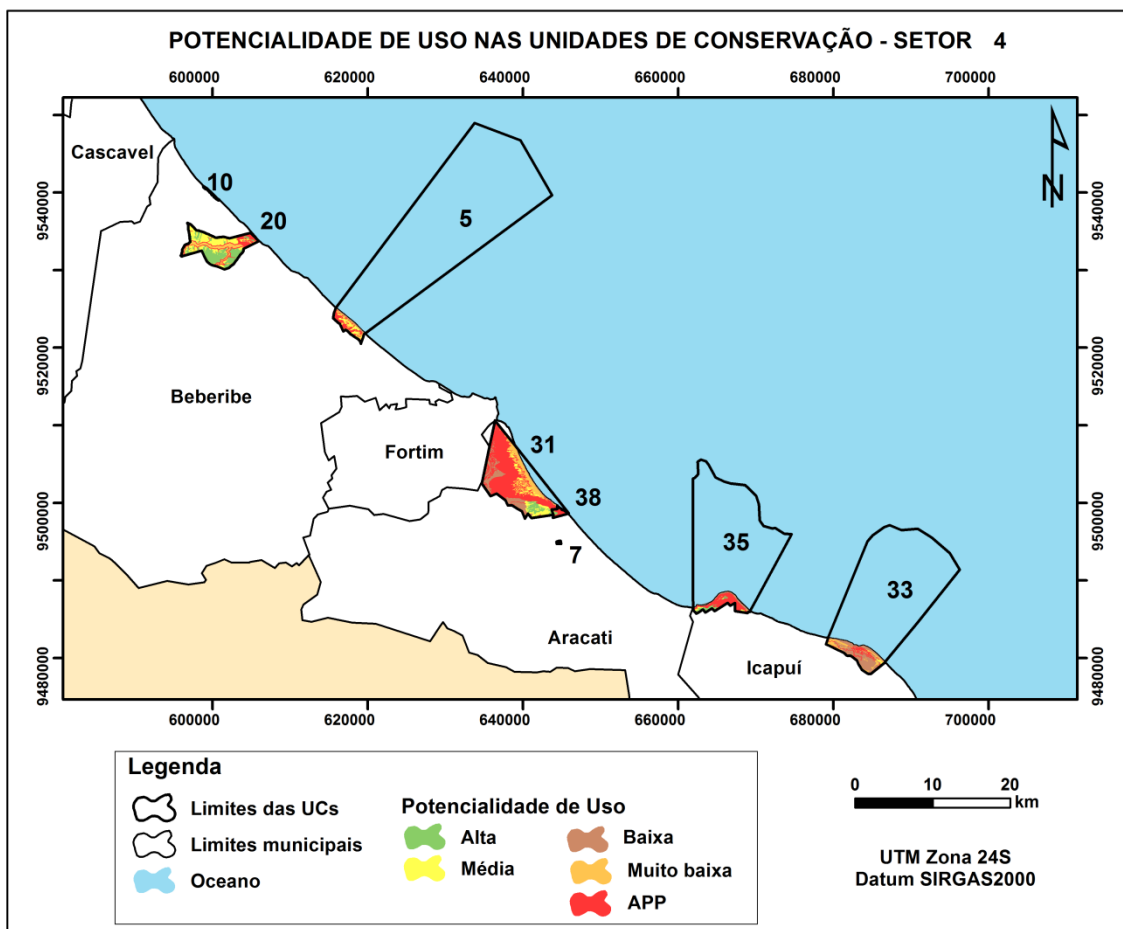 POTENCIALIDADE DE USO NAS UNIDADES DE CONSERVAÇÃO - SETOR 4
600000 620000 640000 660000 680000 700000
Cascavel
10
20
5
N
9540000 9540000
9520000 9520000
Beberibe
Fortim
31
38
7
35
33
9500000 9500000
Aracati
Icapuí
9480000 9480000
600000 620000 640000 660000 680000 700000
Legenda
Limites das UCs
Limites municipais
Oceano
Potencialidade de Uso
Alta
Média
Baixa
Muito baixa
APP
0 10 20
km
UTM Zona 24S
Datum SIRGAS2000